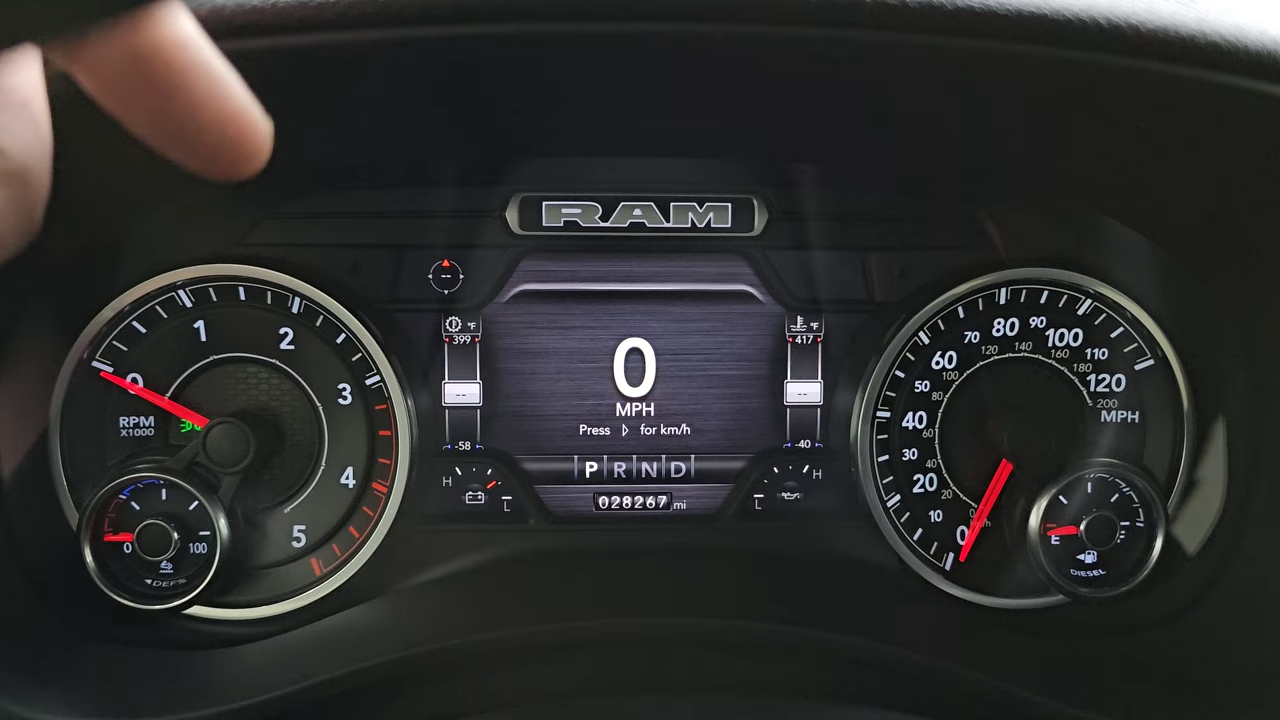 RAM
--
°F
399
--
-58
H
L
0
MPH
Press ▷ for km/h
P R N D
028267 mi
°F
417
--
-40
H
L
0
1
2
3
4
5
RPM
X1000
0
100
◄DEF
0
10
20
30
40
50
60
70
80
90
100
110
120
MPH
0
20
40
60
80
100
120
140
160
180
200
km/h
E
DIESEL